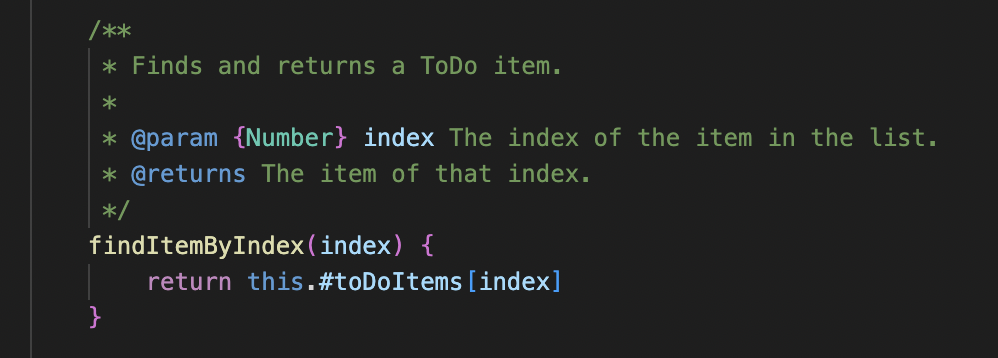 /**
 * Finds and returns a ToDo item.
 *
 * @param {Number} index The index of the item in the list.
 * @returns The item of that index.
 */
findItemByIndex(index) {
    return this.#toDoItems[index]
}